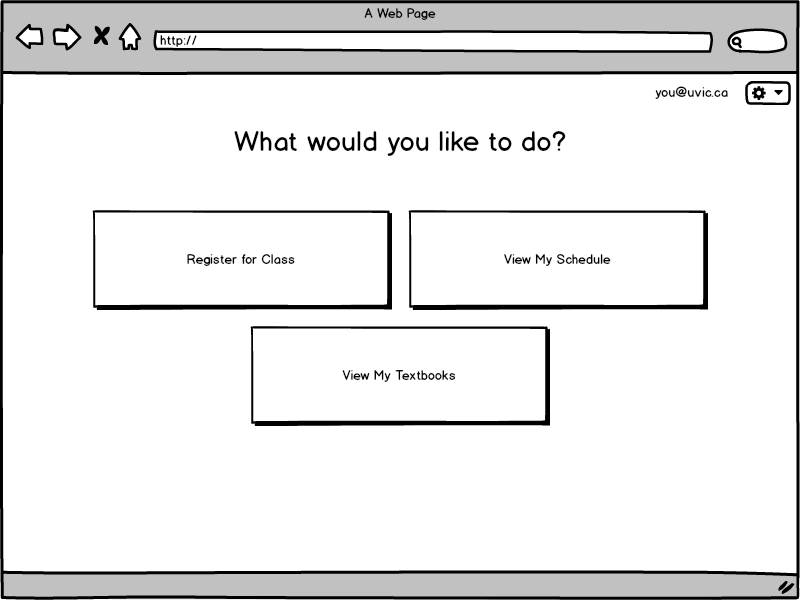 A Web Page
http://
you@uvic.ca
What would you like to do?
Register for Class
View My Schedule
View My Textbooks